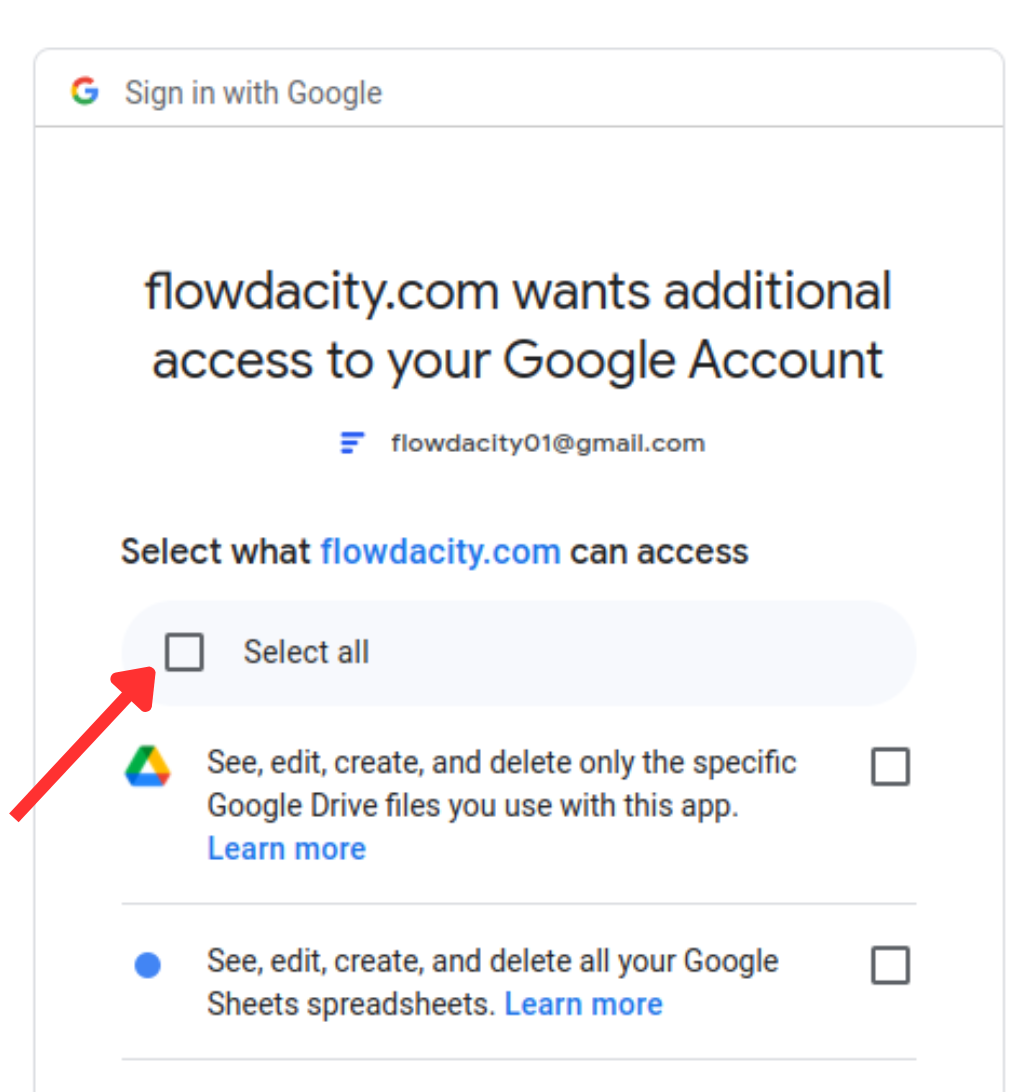 Sign in with Google
flowdacity.com wants additional
access to your Google Account
flowdacity01@gmail.com
Select what flowdacity.com can access
Select all
See, edit, create, and delete only the specific
Google Drive files you use with this app.
Learn more
See, edit, create, and delete all your Google
Sheets spreadsheets. Learn more